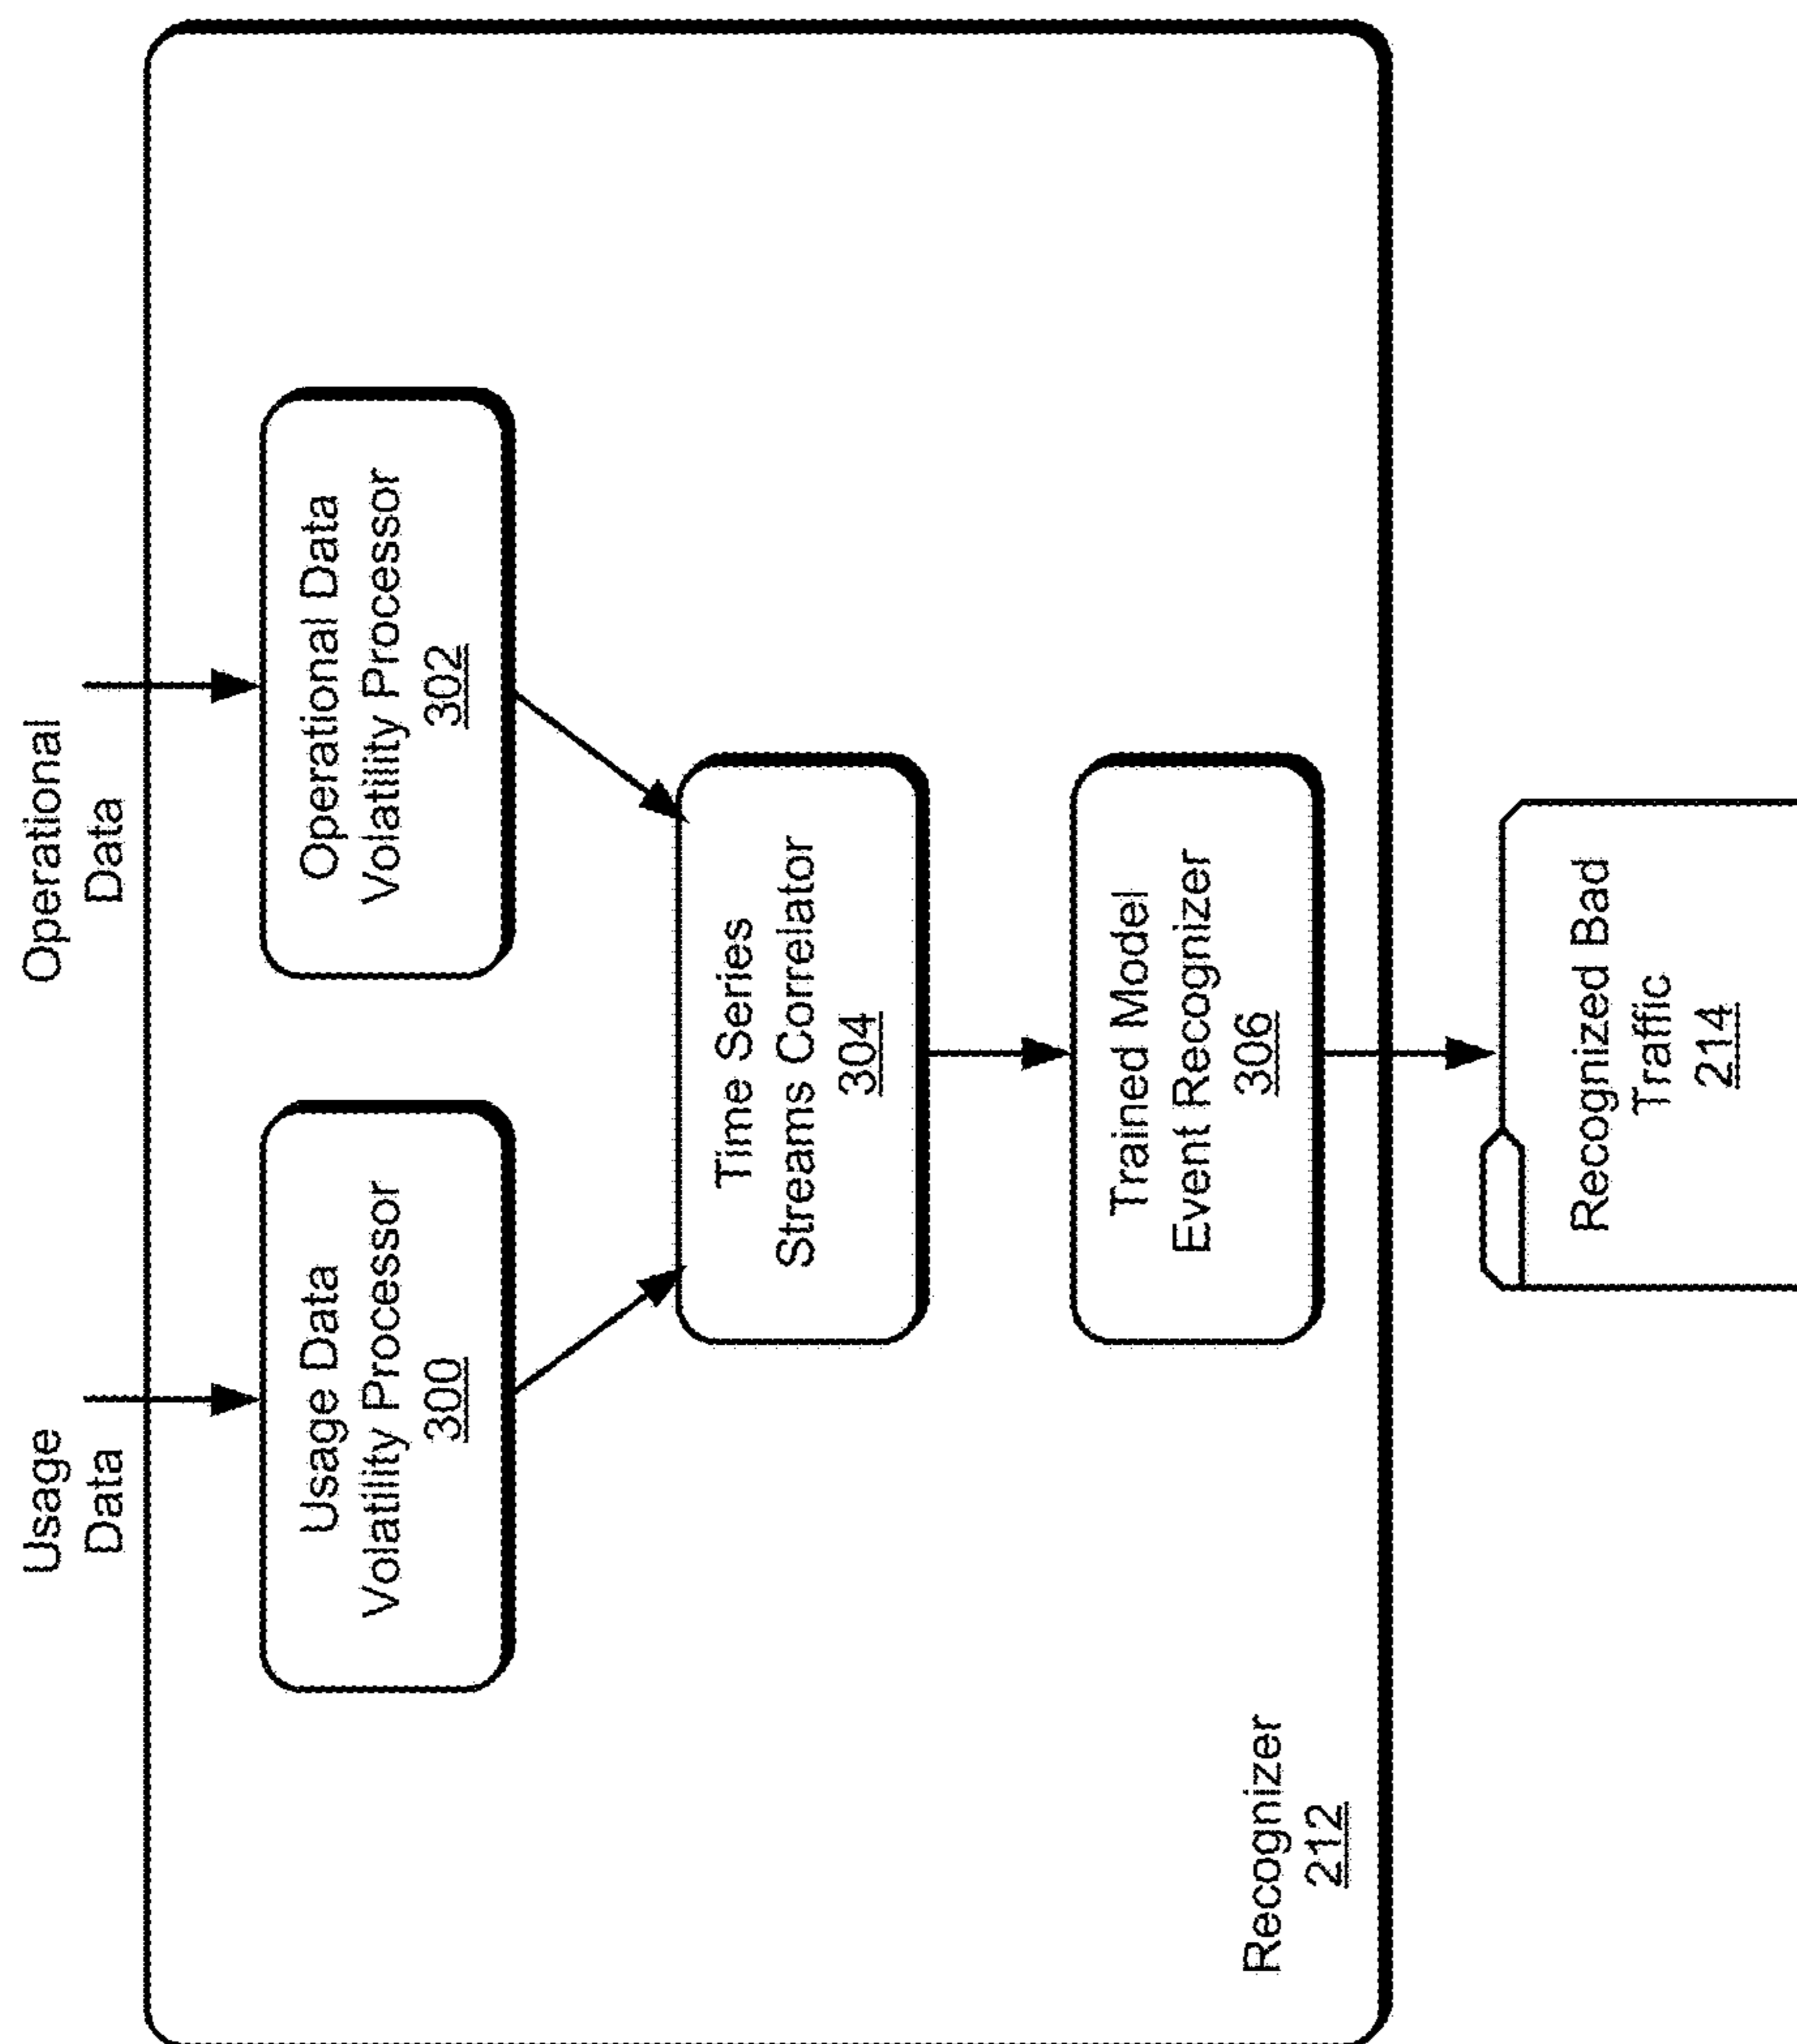 Usage
Data
Operational
Data
Usage Data
Volatility Processor
300
Operational Data
Volatility Processor
302
Time Series
Streams Correlator
304
Trained Model
Event Recognizer
306
Recognizer
212
Recognized Bad
Traffic
214